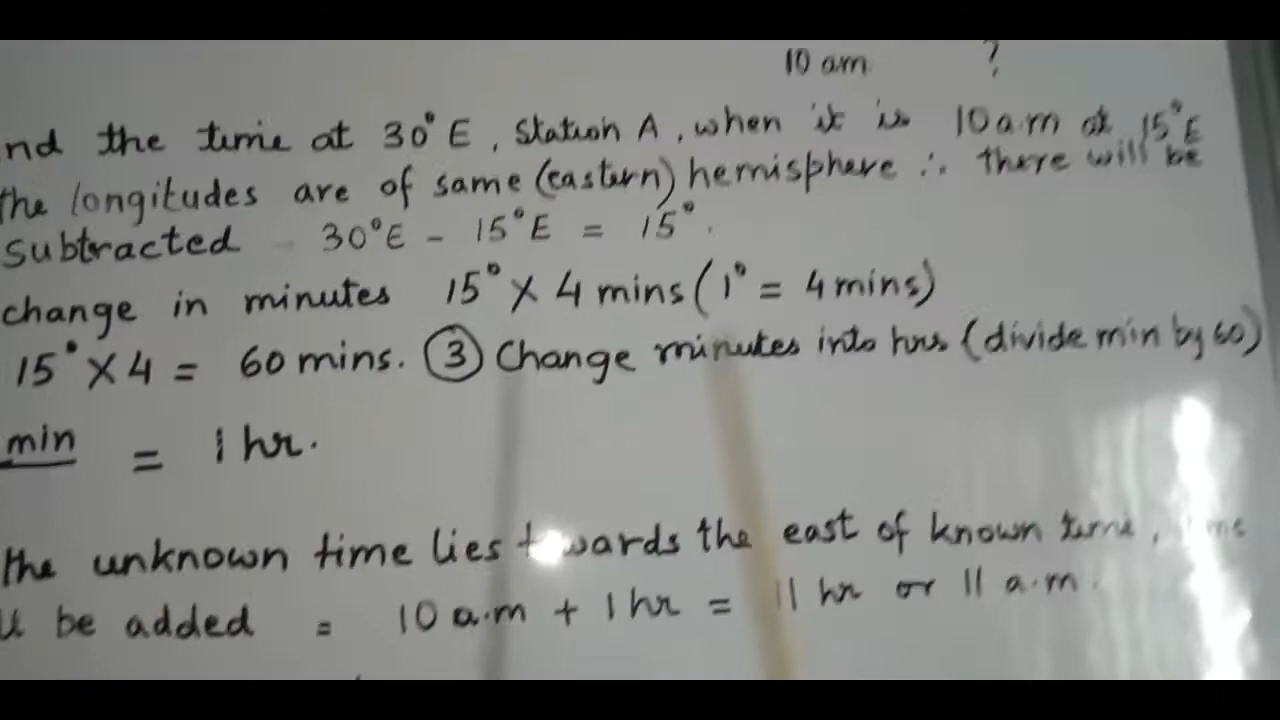 10 am ?
nd the time at 30°E, Station A, when it is 10 a.m at 15°E
the longitudes are of same (eastern) hemisphere ∴ there will be
subtracted 30°E - 15°E = 15°.
change in minutes 15° X 4 mins (1° = 4 mins)
15° X 4 = 60 mins. ③ Change minutes into hrs (divide min by 60)
min = 1 hr.
the unknown time lies towards the east of known time,
be added = 10 a.m + 1 hr = 11 hr or 11 a.m.